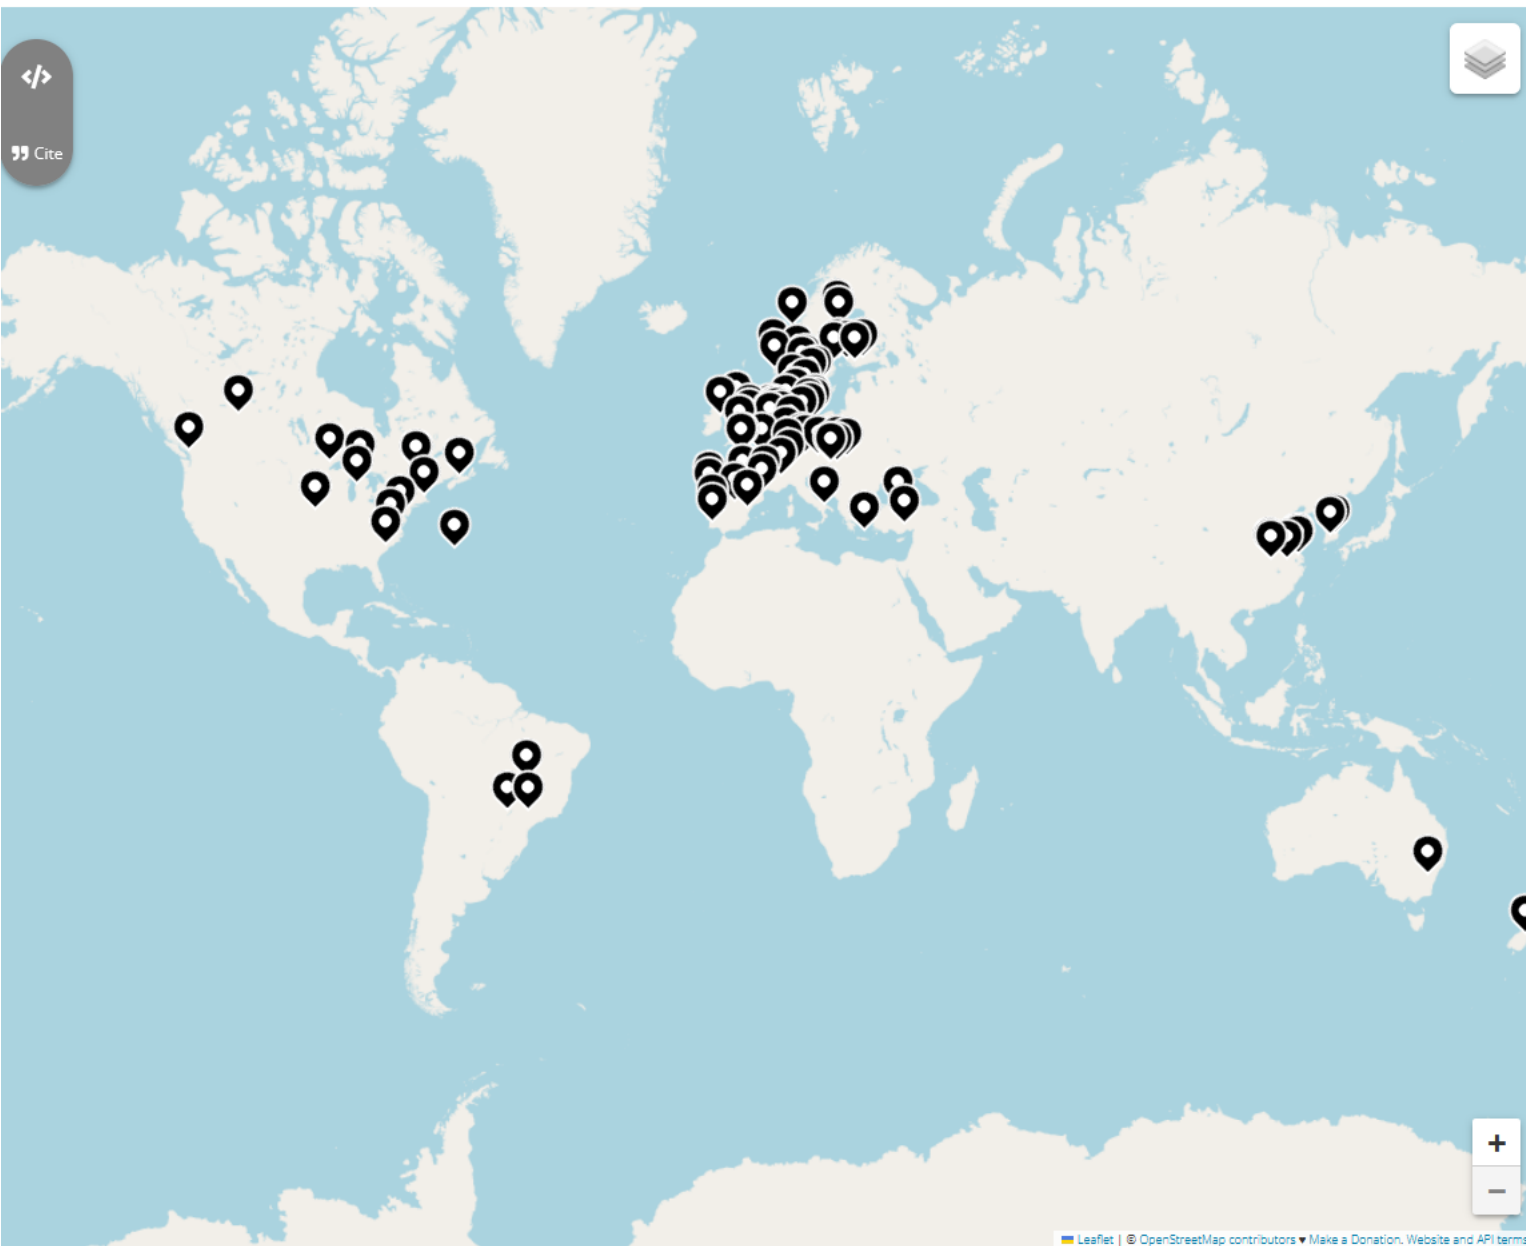 </>
Cite
+
−
Leaflet | © OpenStreetMap contributors ♥ Make a Donation. Website and API terms